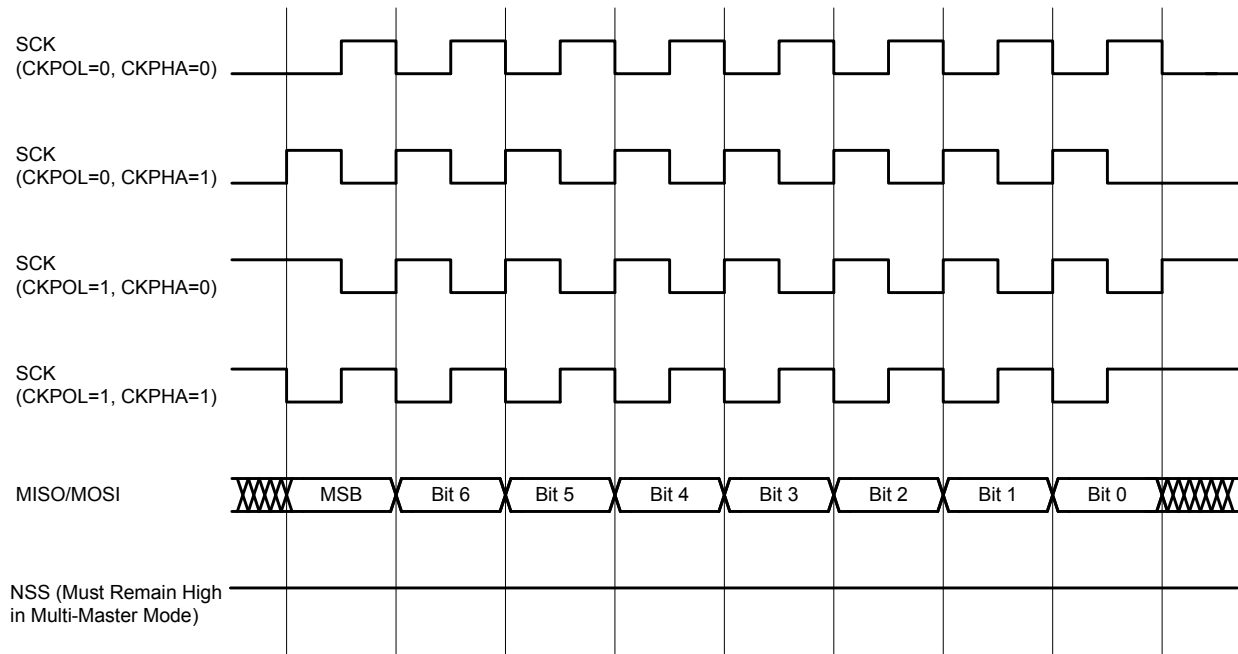 SCK
(CKPOL=0, CKPHA=0)
SCK
(CKPOL=0, CKPHA=1)
SCK
(CKPOL=1, CKPHA=0)
SCK
(CKPOL=1, CKPHA=1)
MISO/MOSI MSB Bit 6 Bit 5 Bit 4 Bit 3 Bit 2 Bit 1 Bit 0
NSS (Must Remain High
in Multi-Master Mode)